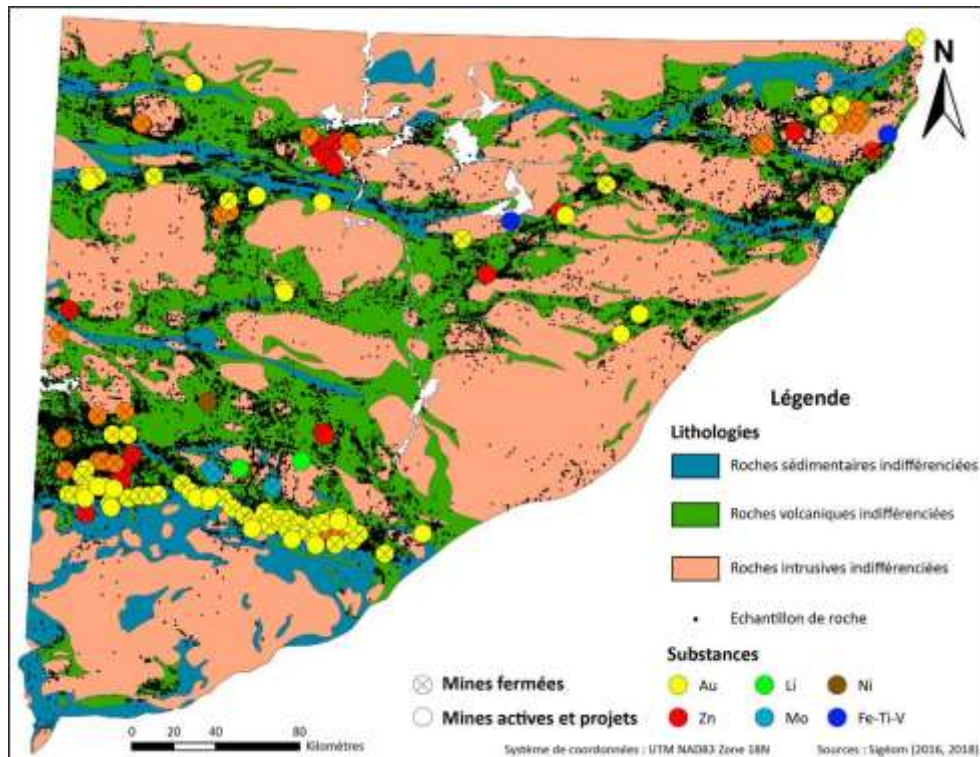 N
Légende
Lithologies
Roches sédimentaires indifférenciées
Roches volcaniques indifférenciées
Roches intrusives indifférenciées
Echantillon de roche
Substances
Au Li Ni
Zn Mo Fe-Ti-V
Mines fermées
Mines actives et projets
0 20 40 80
Kilomètres
Système de coordonnées : UTM NAD83 Zone 18N Sources : Sigéom (2016, 2018)